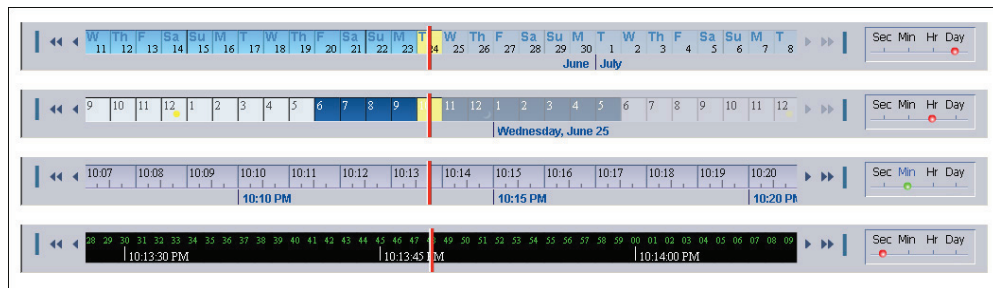 W Th F Sa Su M T W Th F Sa Su M T W Th F Sa Su M T W Th F Sa Su M T
11 12 13 14 15 16 17 18 19 20 21 22 23 24 25 26 27 28 29 30 1 2 3 4 5 6 7 8
June July
Sec Min Hr Day
9 10 11 12 1 2 3 4 5 6 7 8 9 10 11 12 1 2 3 4 5 6 7 8 9 10 11 12
Wednesday, June 25
Sec Min Hr Day
10:07 10:08 10:09 10:10 10:11 10:12 10:13 10:14 10:15 10:16 10:17 10:18 10:19 10:20
10:10 PM 10:15 PM 10:20 PM
Sec Min Hr Day
28 29 30 31 32 33 34 35 36 37 38 39 40 41 42 43 44 45 46 47 48 49 50 51 52 53 54 55 56 57 58 59 00 01 02 03 04 05 06 07 08 09
10:13:30 PM 10:13:45 PM 10:14:00 PM
Sec Min Hr Day